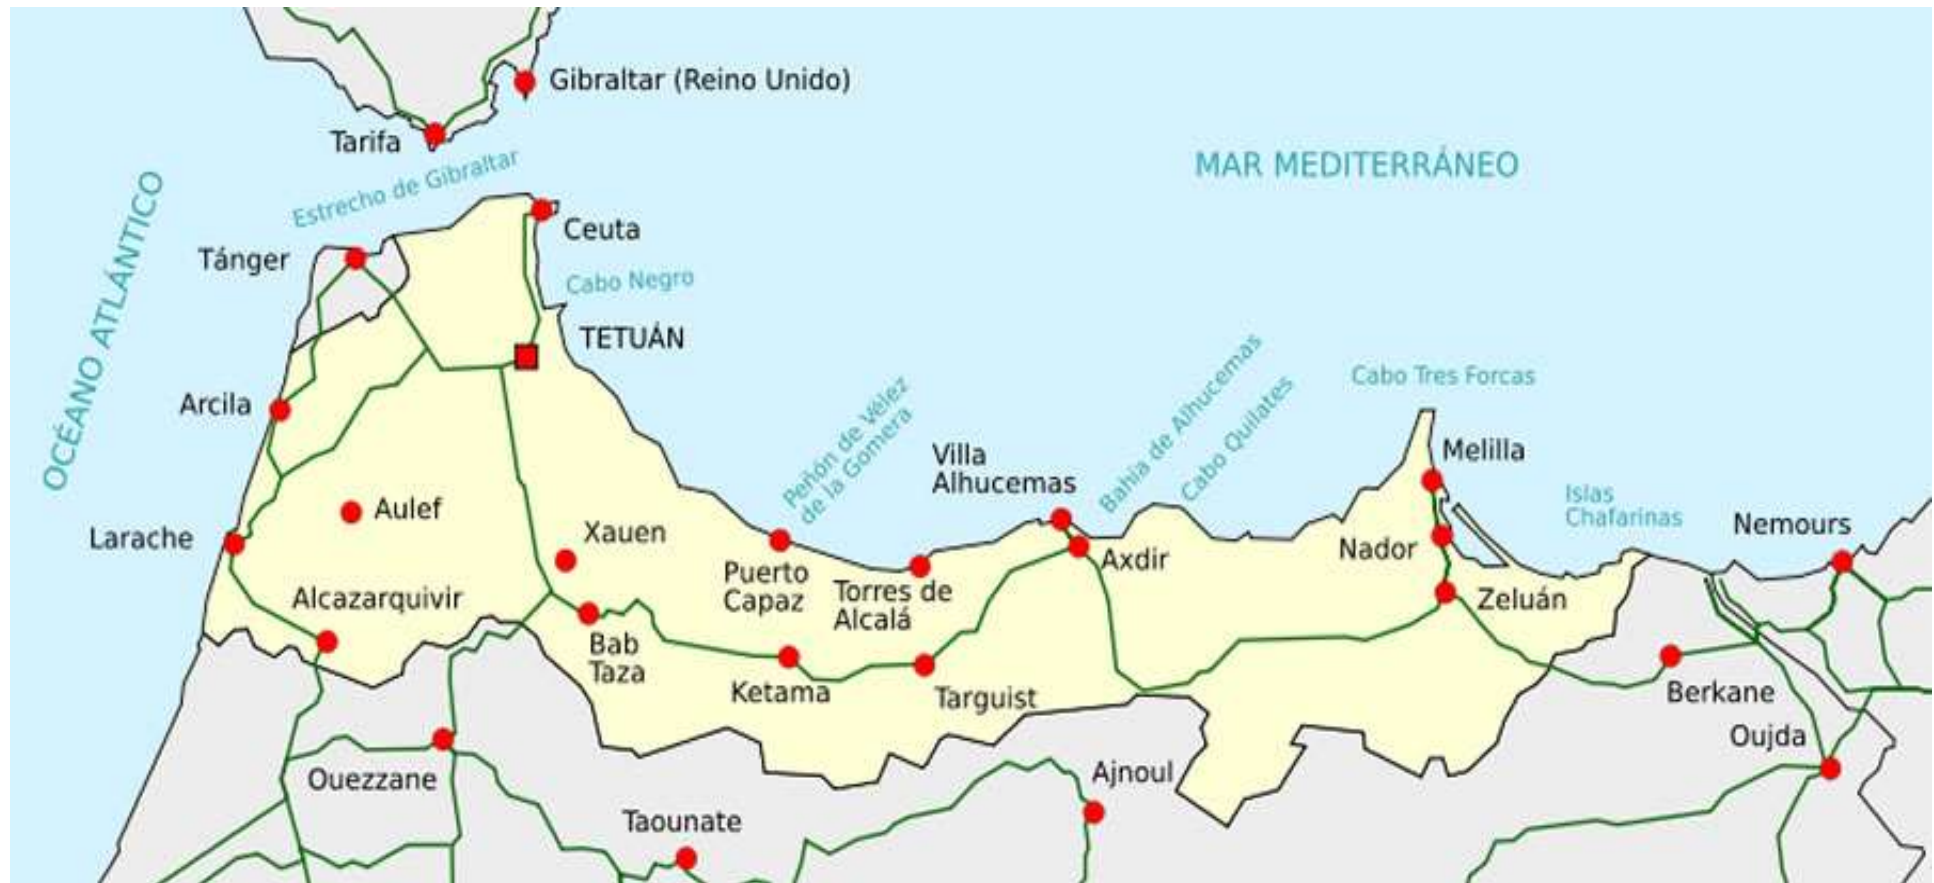 Gibraltar (Reino Unido)
Tarifa
Estrecho de Gibraltar
MAR MEDITERRÁNEO
OCÉANO ATLÁNTICO
Ceuta
Tánger
Cabo Negro
TETUÁN
Arcila
Peñón de Vélez
de la Gomera
Villa
Alhucemas
Bahia de Alhucemas
Cabo Quilates
Cabo Tres Forcas
Melilla
Islas
Chafarinas
Nemours
Aulef
Larache
Xauen
Puerto
Capaz
Torres de
Alcalá
Axdir
Nador
Zeluán
Alcazarquivir
Bab
Taza
Ketama
Targuist
Berkane
Oujda
Ouezzane
Ajnoul
Taounate